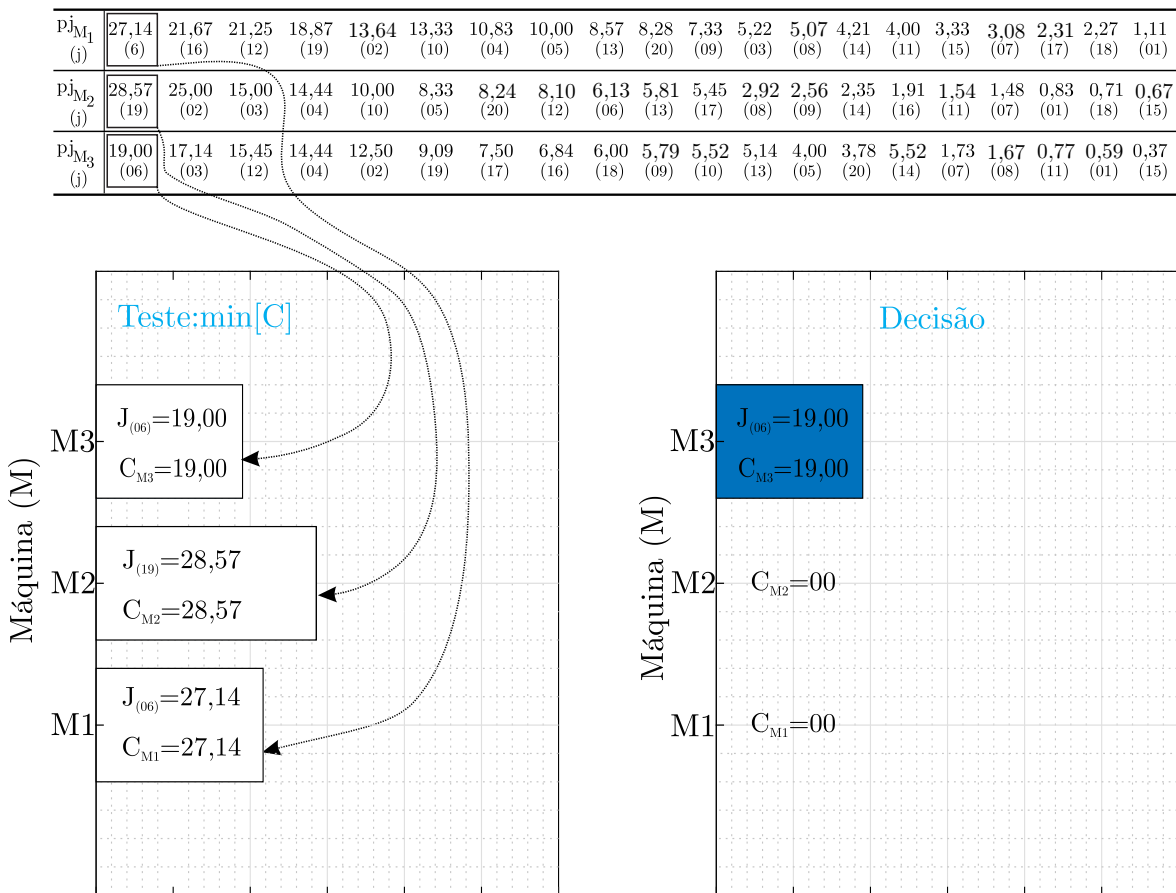 pj_M1 27,14 21,67 21,25 18,87 13,64 13,33 10,83 10,00 8,57 8,28 7,33 5,22 5,07 4,21 4,00 3,33 3,08 2,31 2,27 1,11
(j) (6) (16) (12) (19) (02) (10) (04) (05) (13) (20) (09) (03) (08) (14) (11) (15) (07) (17) (18) (01)
pj_M2 28,57 25,00 15,00 14,44 10,00 8,33 8,24 8,10 6,13 5,81 5,45 2,92 2,56 2,35 1,91 1,54 1,48 0,83 0,71 0,67
(j) (19) (02) (03) (04) (10) (05) (20) (12) (06) (13) (17) (08) (09) (14) (16) (11) (07) (01) (18) (15)
pj_M3 19,00 17,14 15,45 14,44 12,50 9,09 7,50 6,84 6,00 5,79 5,52 5,14 4,00 3,78 5,52 1,73 1,67 0,77 0,59 0,37
(j) (06) (03) (12) (04) (02) (19) (17) (16) (18) (09) (10) (13) (05) (20) (14) (07) (08) (11) (01) (15)
Teste:min[C]
Máquina (M)
M3
J(06)=19,00
C_M3=19,00
M2
J(19)=28,57
C_M2=28,57
M1
J(06)=27,14
C_M1=27,14
Decisão
Máquina (M)
M3
J(06)=19,00
C_M3=19,00
M2
C_M2=00
M1
C_M1=00